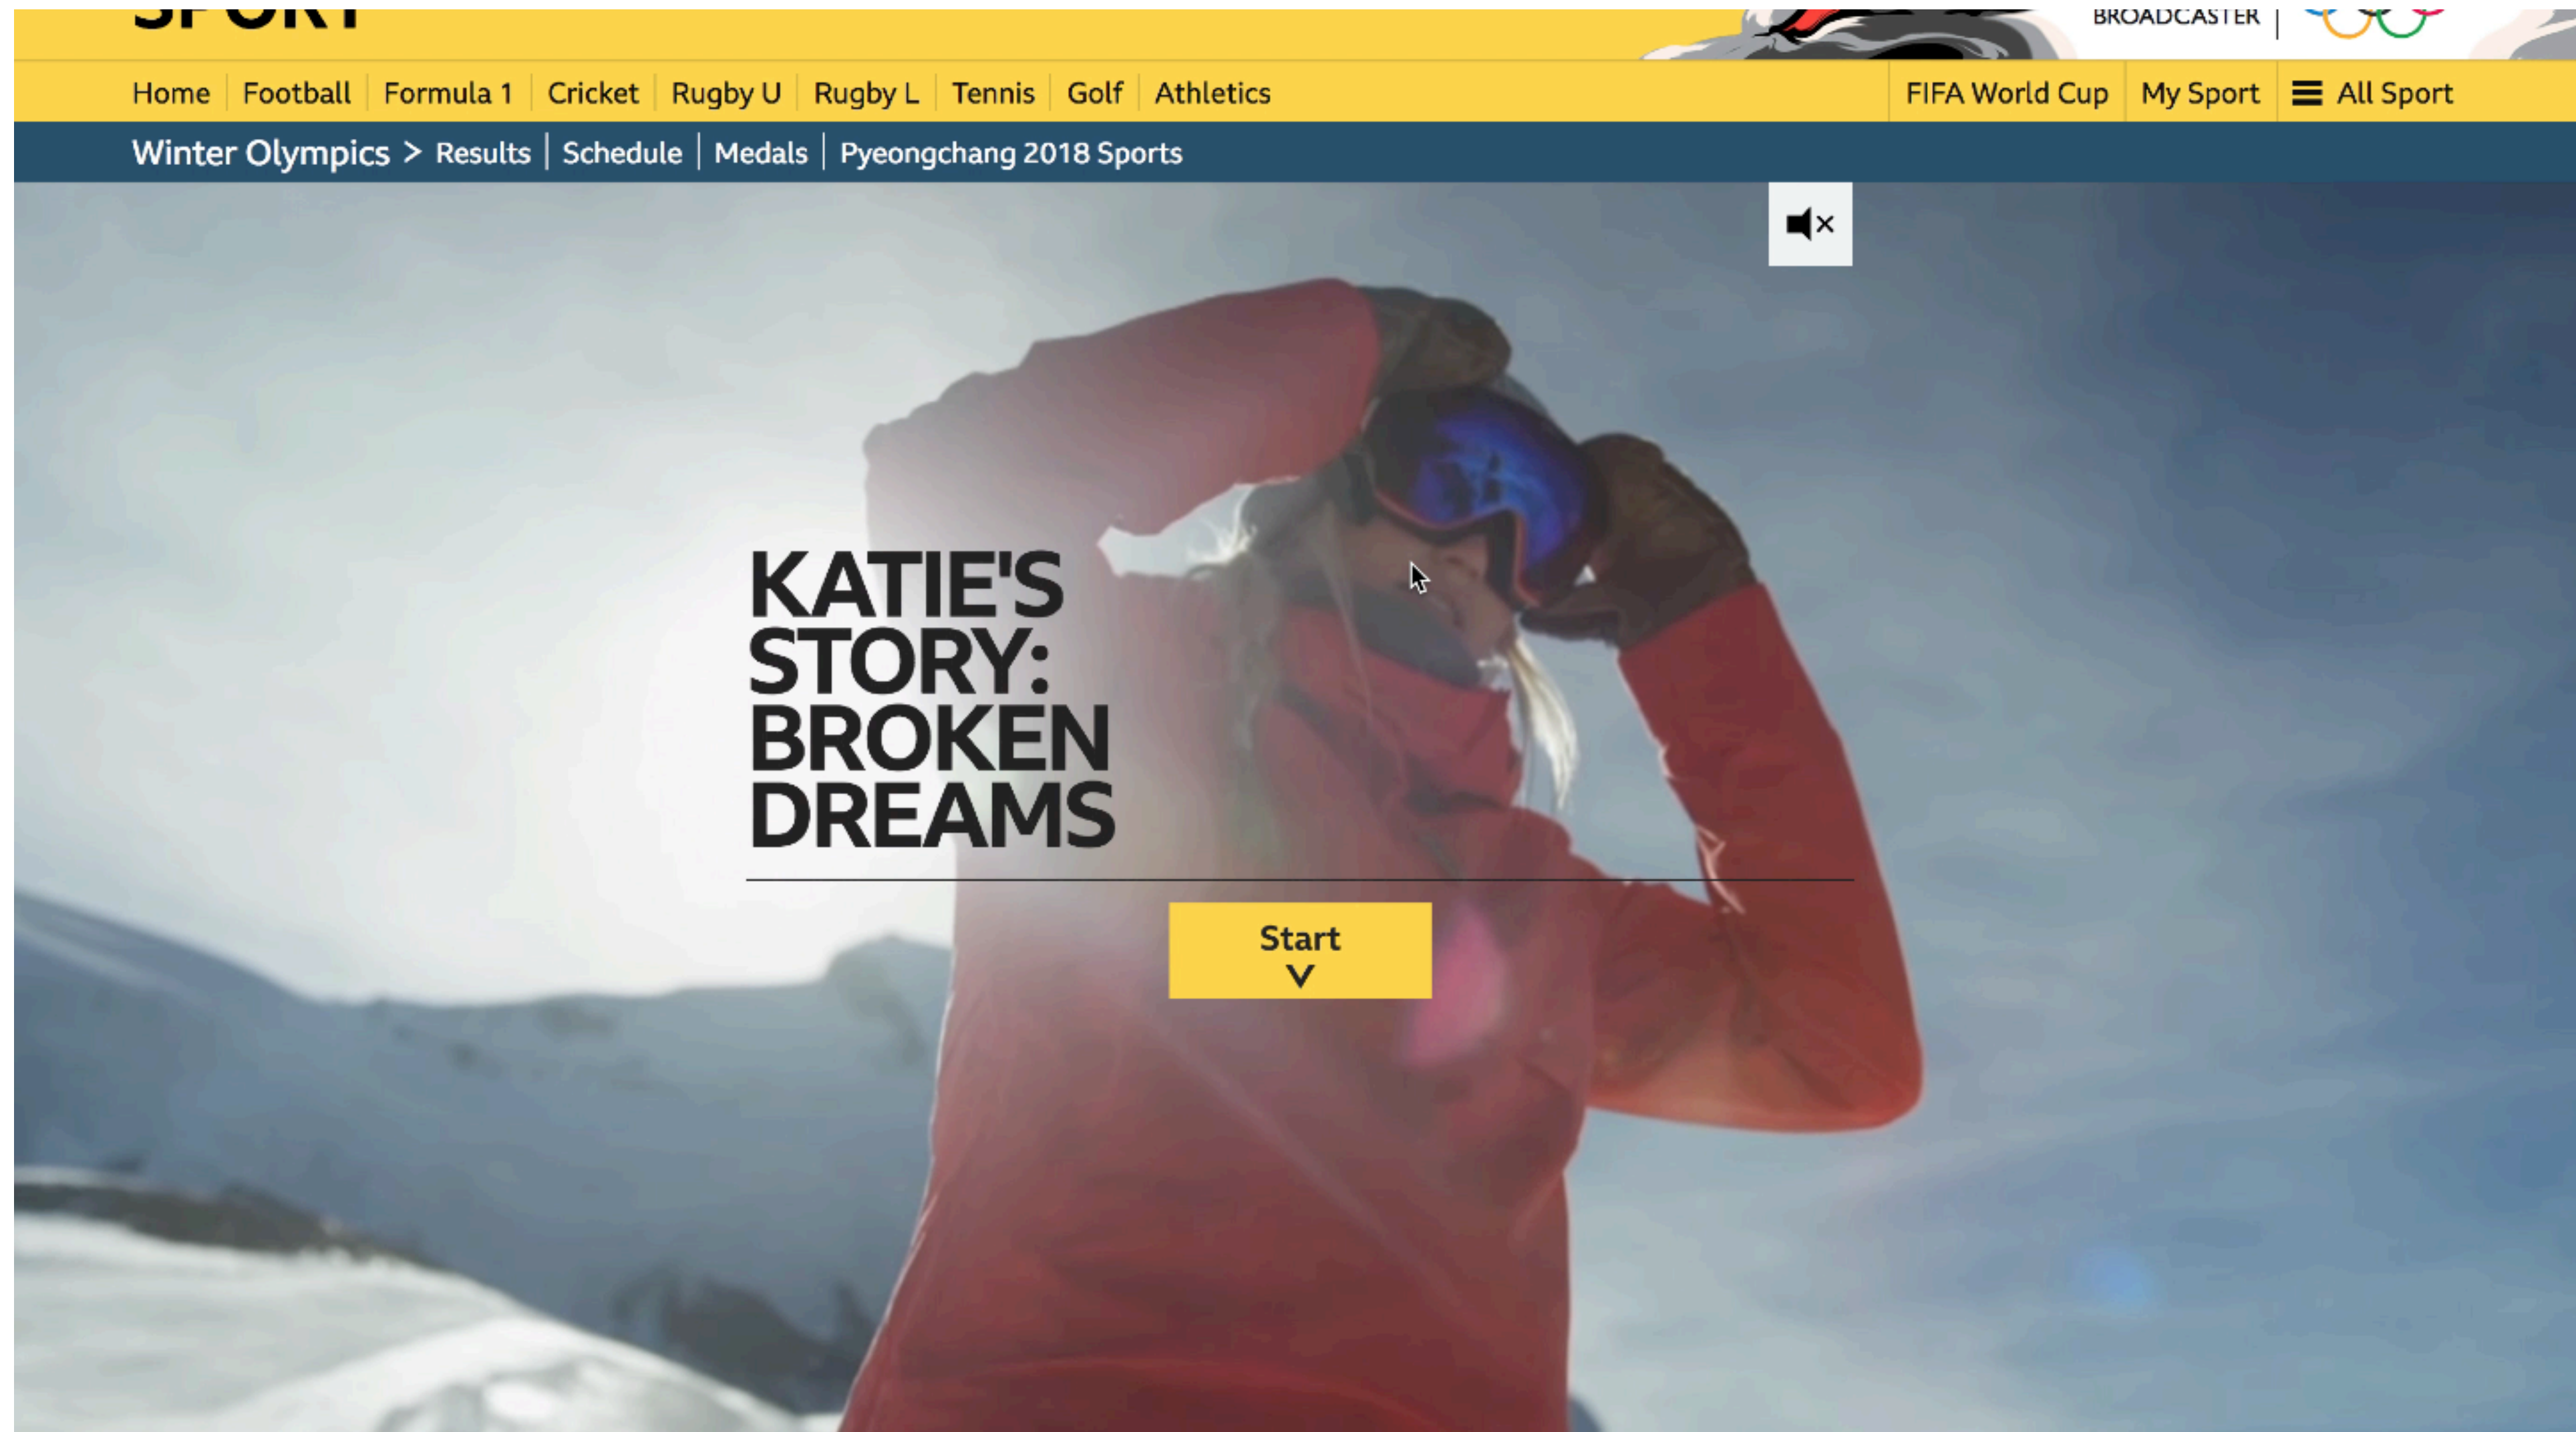 SPORT
BROADCASTER
Home Football Formula 1 Cricket Rugby U Rugby L Tennis Golf Athletics FIFA World Cup My Sport All Sport
Winter Olympics > Results Schedule Medals Pyeongchang 2018 Sports
KATIE'S
STORY:
BROKEN
DREAMS
Start